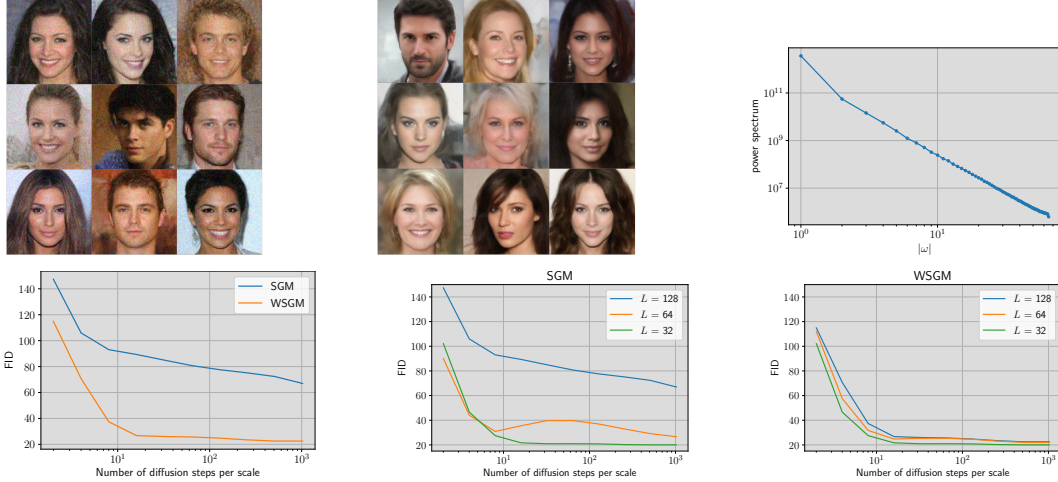 power spectrum
10^11
10^9
10^7
10^0
10^1
|ω|
FID
140
120
100
80
60
40
20
SGM
WSGM
10^1
10^2
10^3
Number of diffusion steps per scale
SGM
FID
140
120
100
80
60
40
20
L = 128
L = 64
L = 32
10^1
10^2
10^3
Number of diffusion steps per scale
WSGM
FID
140
120
100
80
60
40
20
L = 128
L = 64
L = 32
10^1
10^2
10^3
Number of diffusion steps per scale